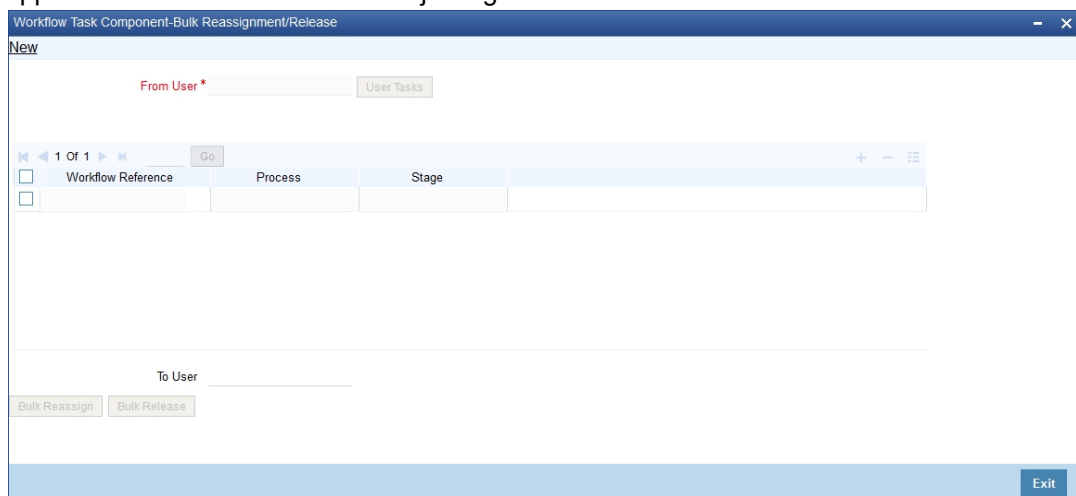 Workflow Task Component-Bulk Reassignment/Release
New
From User * User Tasks
1 Of 1 Go
Workflow Reference Process Stage
To User
Bulk Reassign Bulk Release
Exit